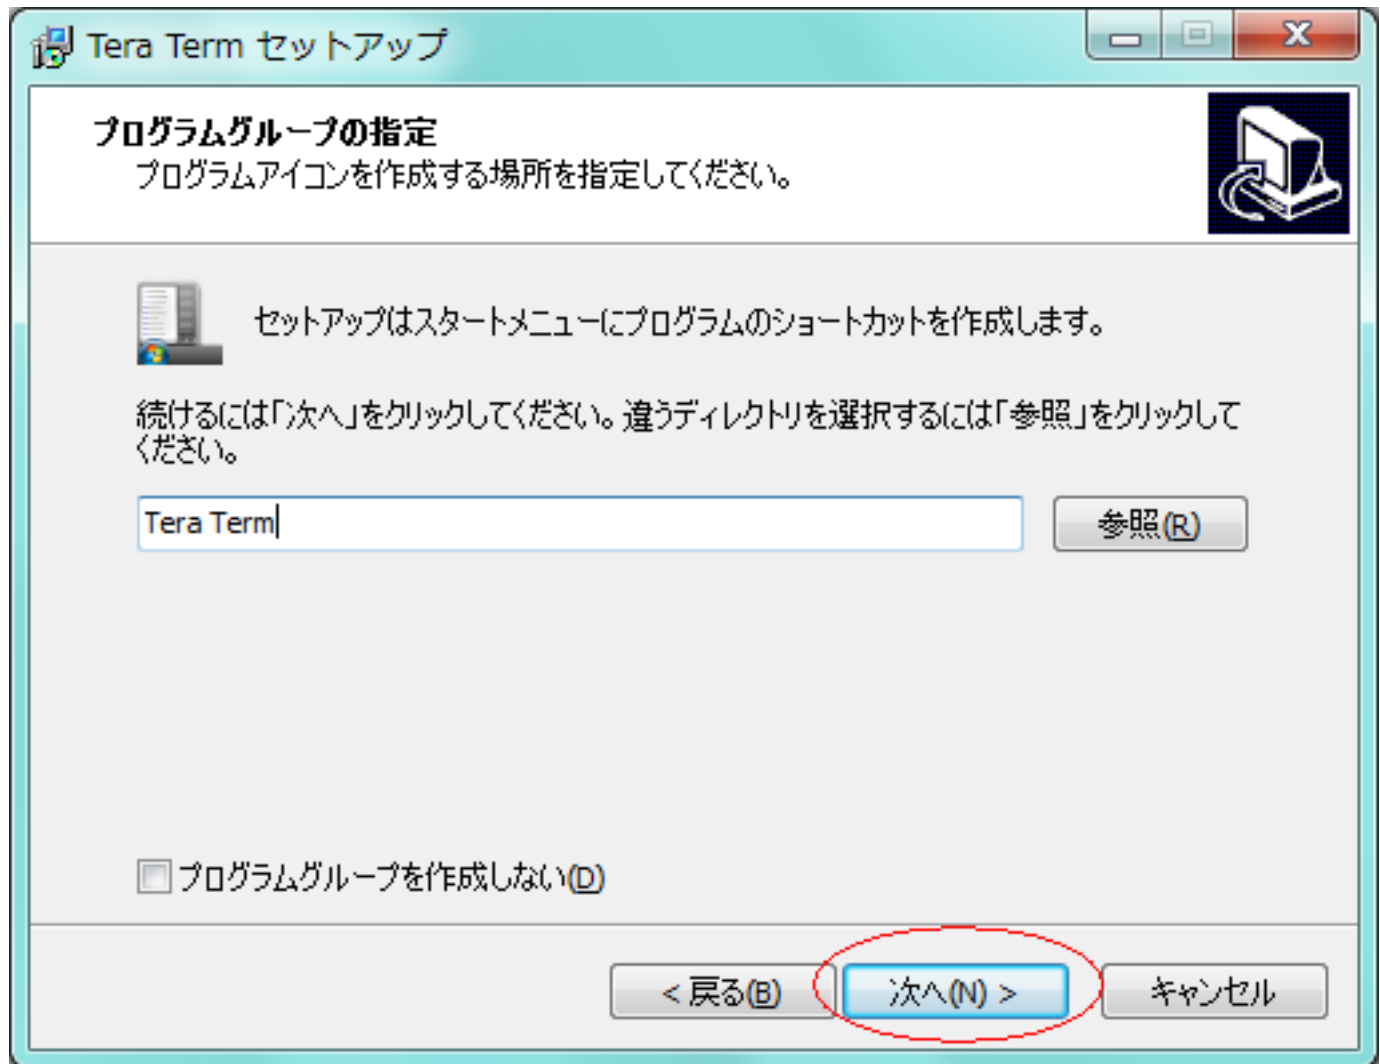 Tera Term セットアップ
プログラムグループの指定
プログラムアイコンを作成する場所を指定してください。
セットアップはスタートメニューにプログラムのショートカットを作成します。
続けるには「次へ」をクリックしてください。違うディレクトリを選択するには「参照」をクリックして
ください。
Tera Term
参照(R)
プログラムグループを作成しない(D)
< 戻る(B)
次へ(N) >
キャンセル